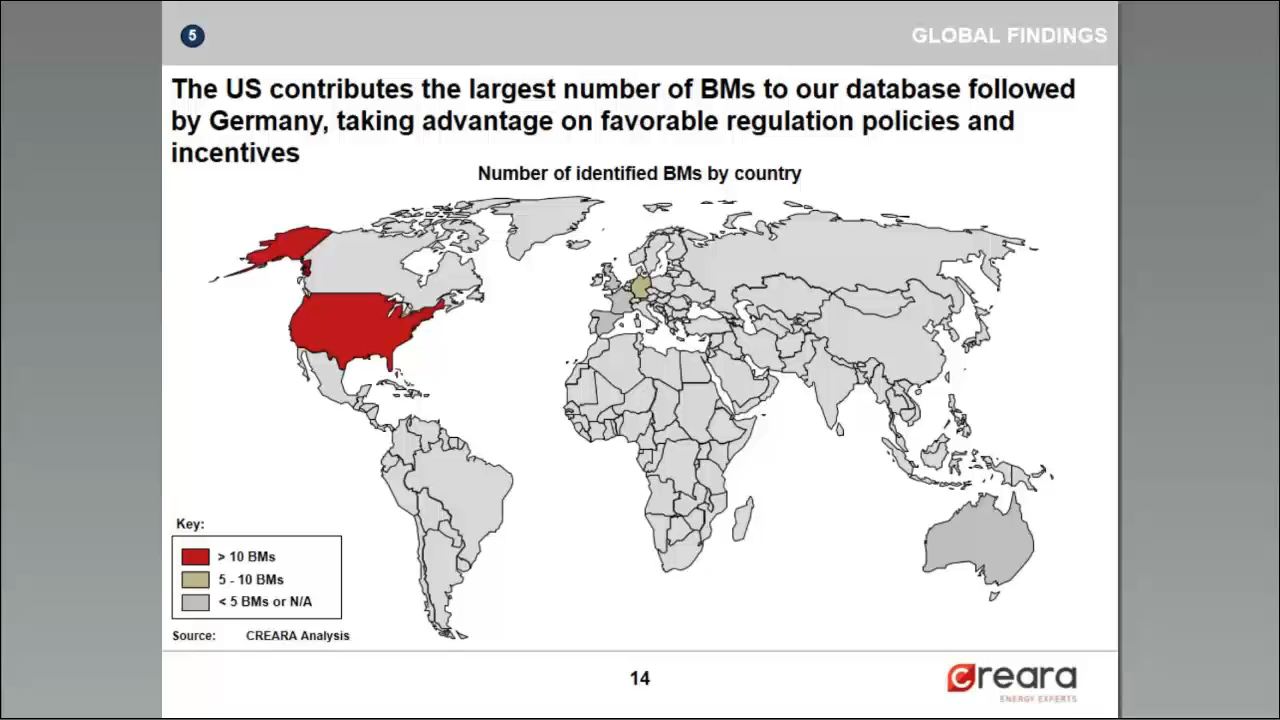 5
GLOBAL FINDINGS
The US contributes the largest number of BMs to our database followed
by Germany, taking advantage on favorable regulation policies and
incentives
Number of identified BMs by country
Key:
> 10 BMs
5 - 10 BMs
< 5 BMs or N/A
Source: CREARA Analysis
14
creara
ENERGY EXPERTS